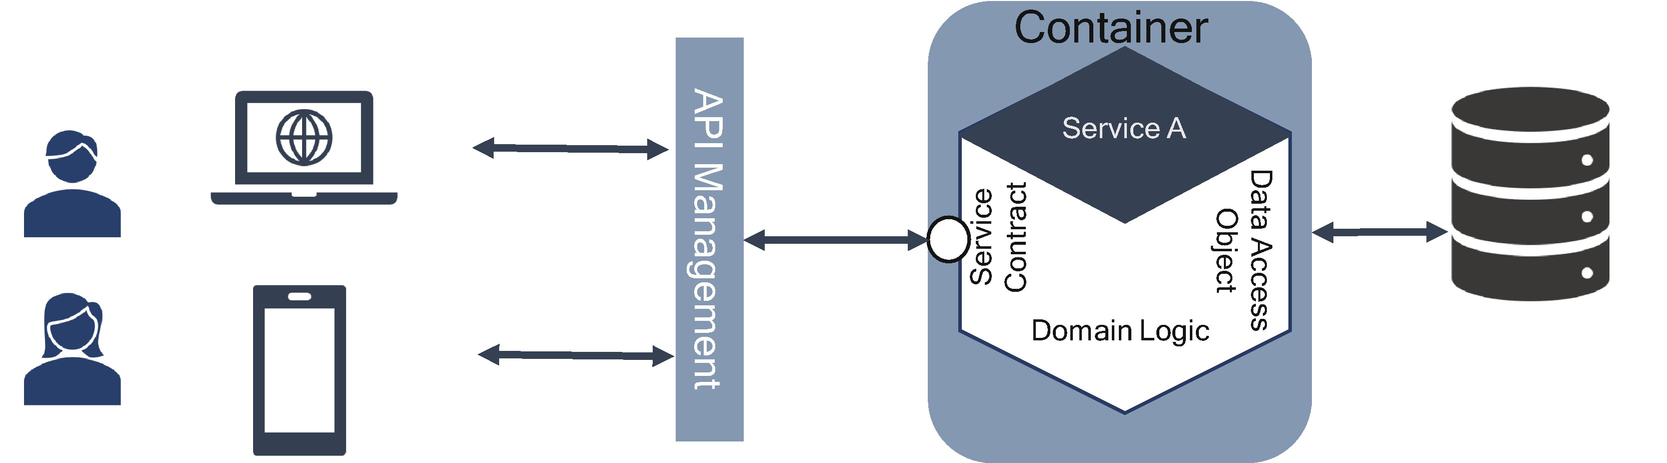 API Management
Container
Service A
Service
Contract
Data Access
Object
Domain Logic